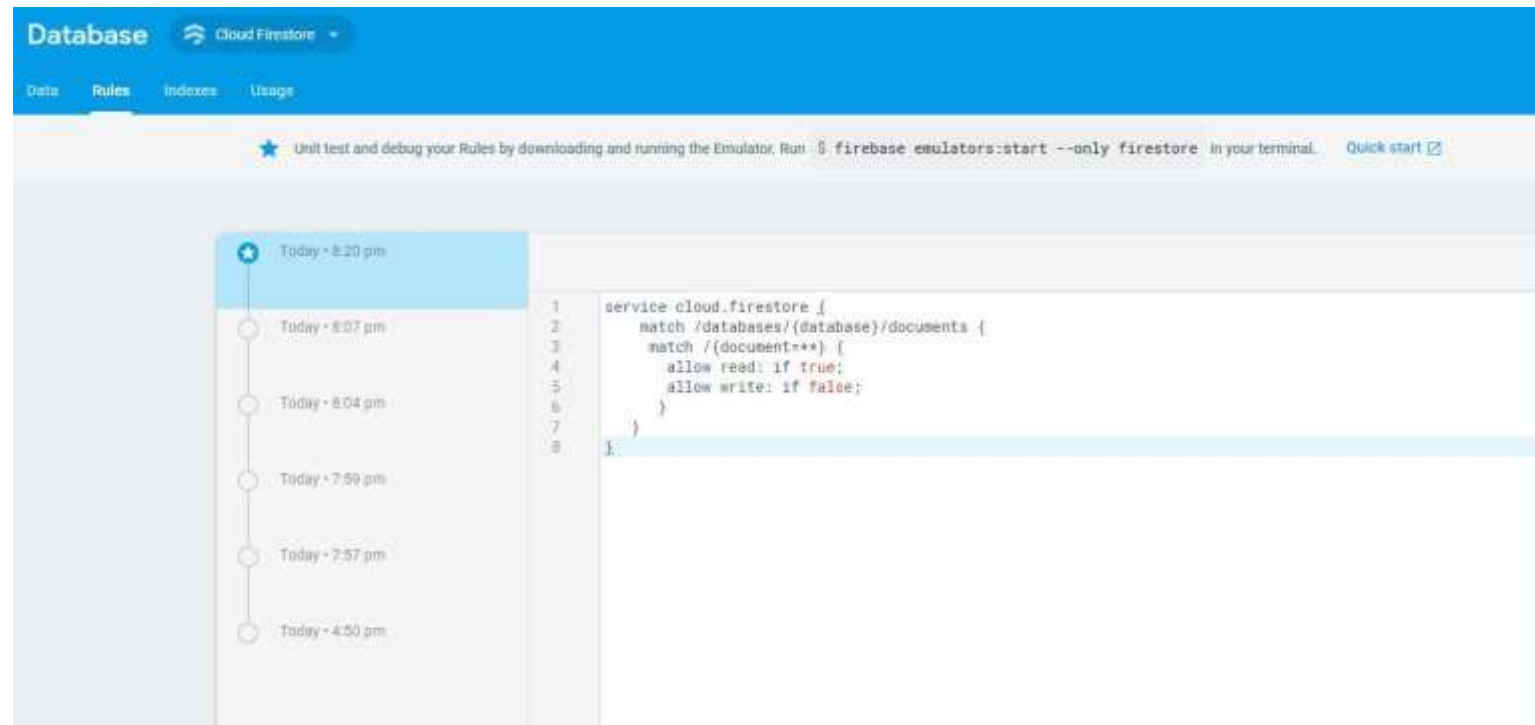 Database Cloud Firestore
Data Rules Indexes Usage
Unit test and debug your Rules by downloading and running the Emulator. Run $ firebase emulators:start --only firestore in your terminal. Quick start
Today • 8:20 pm
Today • 8:07 pm
Today • 8:04 pm
Today • 7:59 pm
Today • 7:57 pm
Today • 4:50 pm
1 service cloud.firestore {
2 match /databases/{database}/documents {
3 match /{document=**} {
4 allow read: if true;
5 allow write: if false;
6 }
7 }
8 }